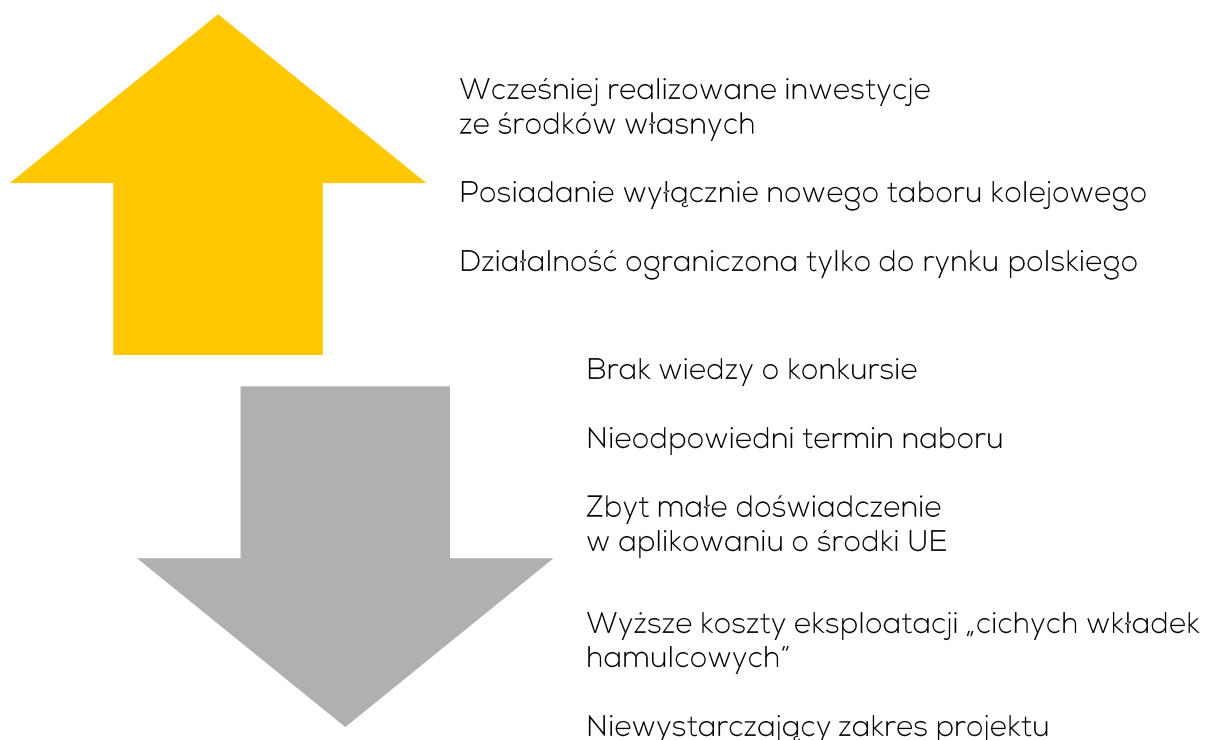 Wcześniej realizowane inwestycje
ze środków własnych
Posiadanie wyłącznie nowego taboru kolejowego
Działalność ograniczona tylko do rynku polskiego
Brak wiedzy o konkursie
Nieodpowiedni termin naboru
Zbyt małe doświadczenie
w aplikowaniu o środki UE
Wyższe koszty eksploatacji „cichych wkładek
hamulcowych”
Niewystarczający zakres projektu